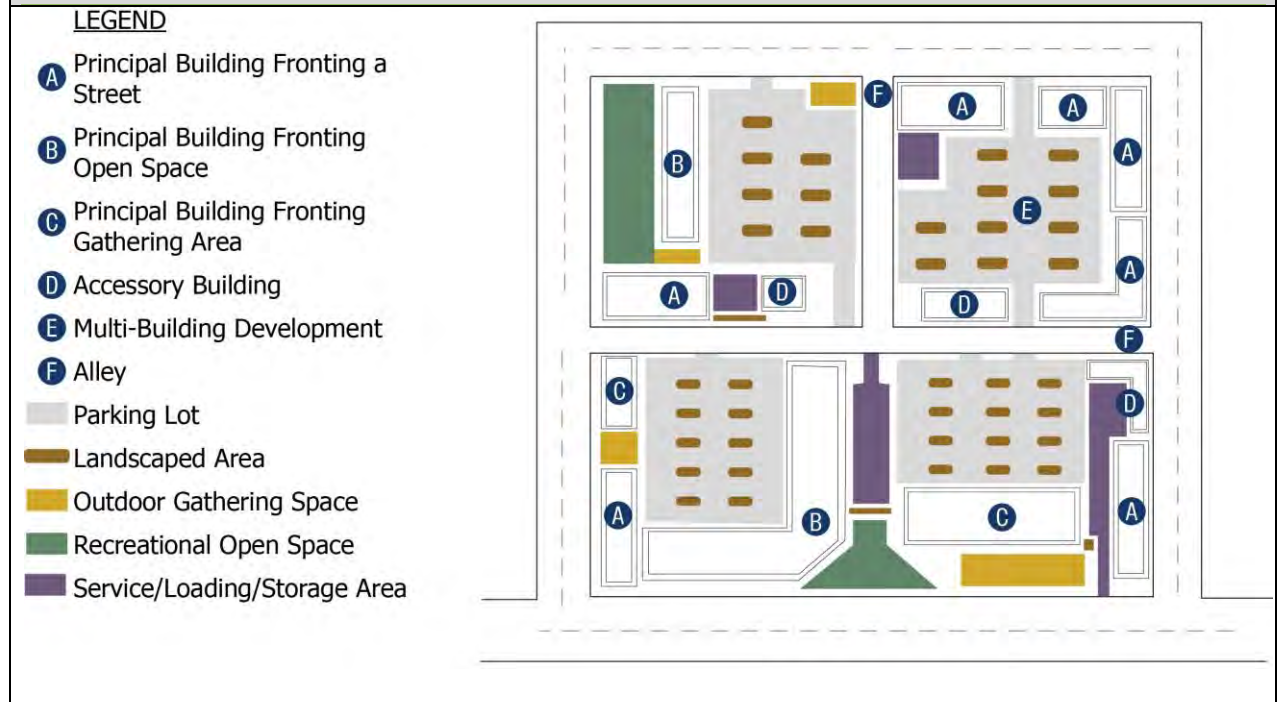 LEGEND
A Principal Building Fronting a
Street
B Principal Building Fronting
Open Space
C Principal Building Fronting
Gathering Area
D Accessory Building
E Multi-Building Development
F Alley
Parking Lot
Landscaped Area
Outdoor Gathering Space
Recreational Open Space
Service/Loading/Storage Area
F
A
A
B
A
E
A
A
D
D
F
C
D
A
B
C
A